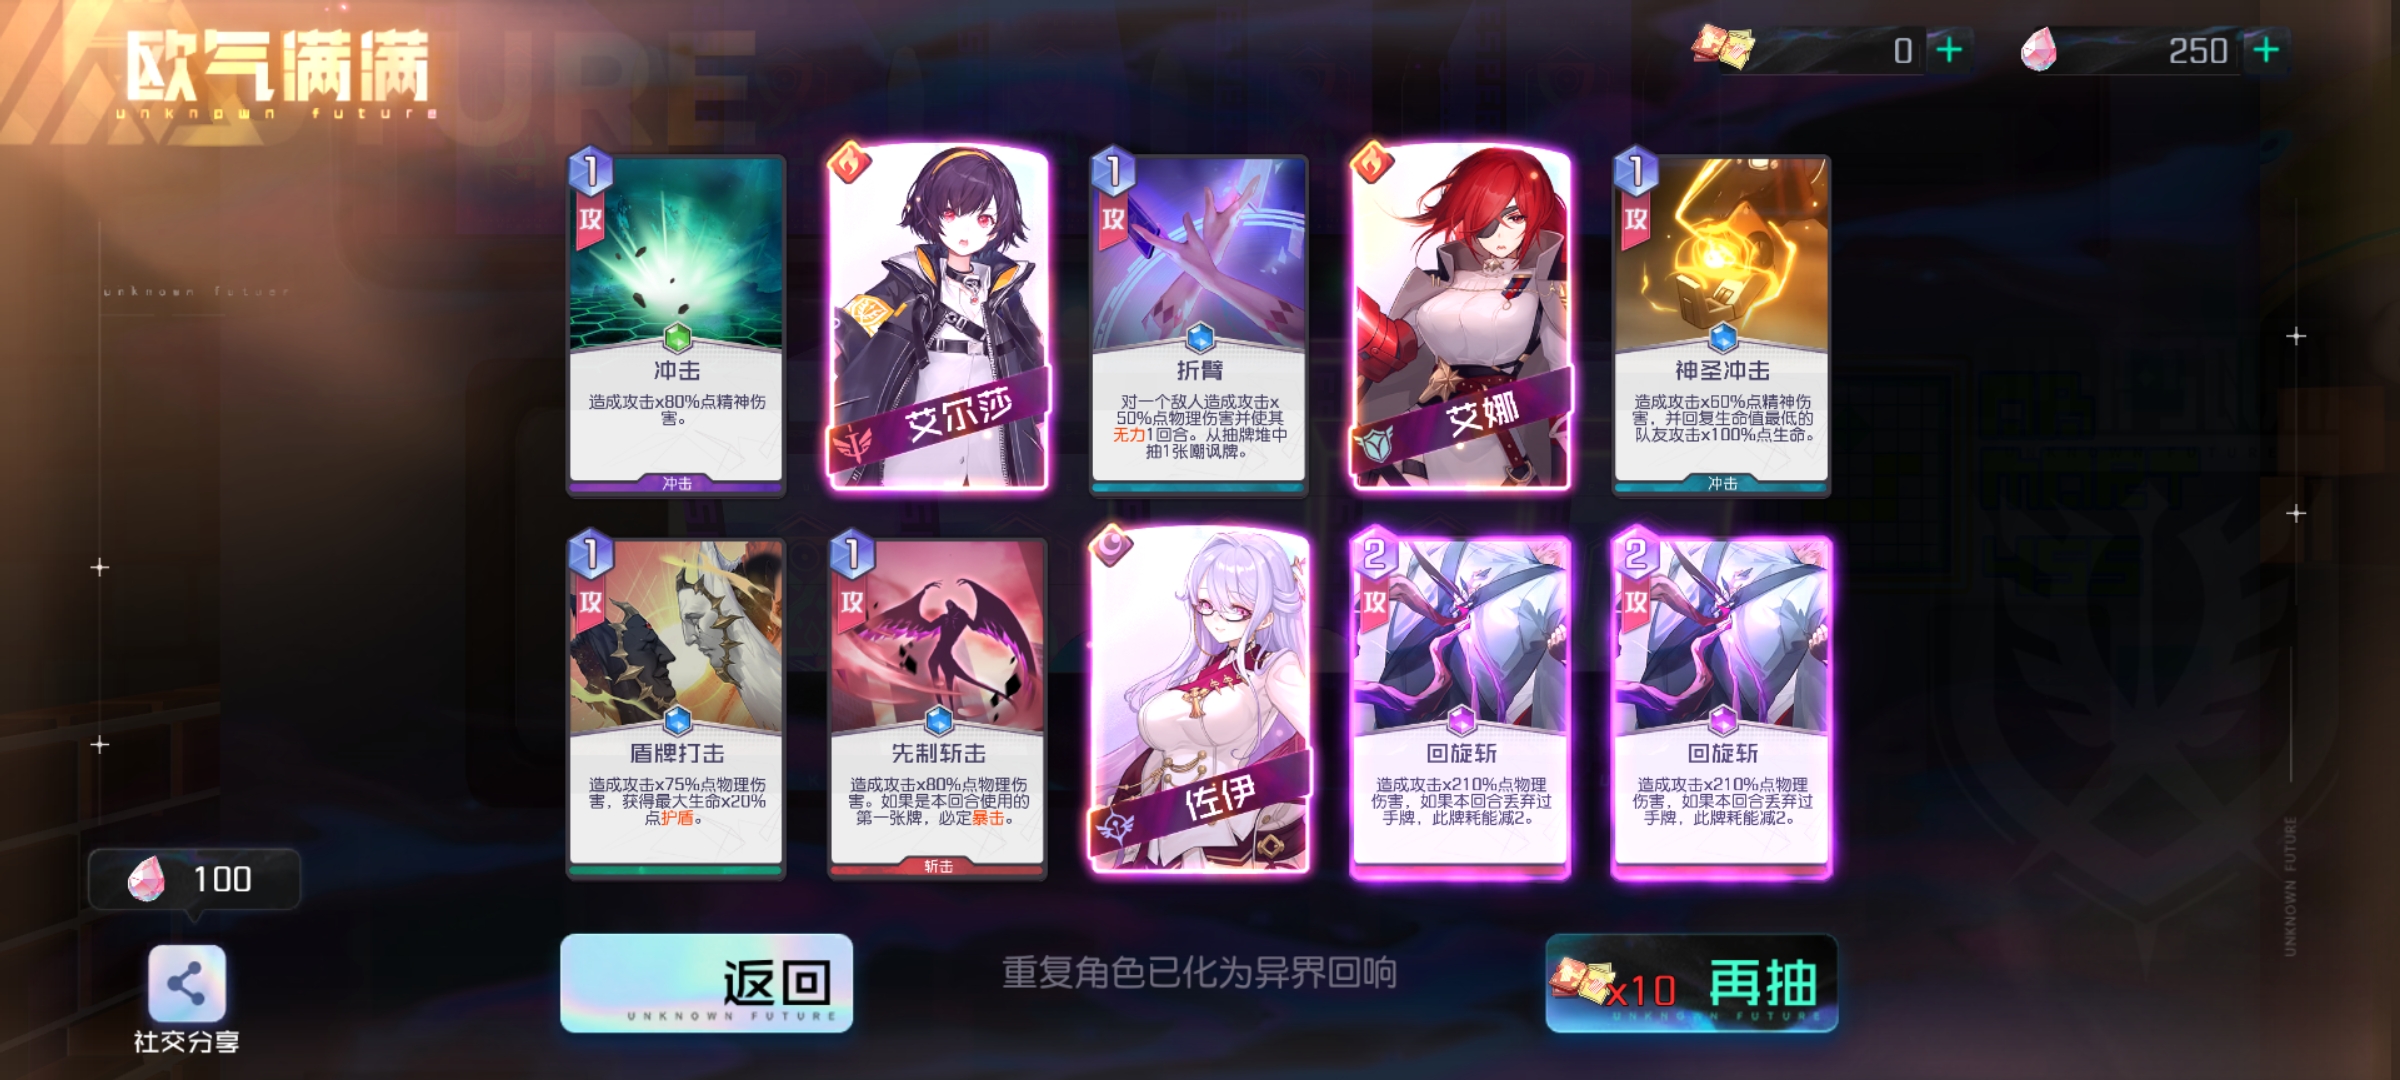 欧气满满
unknown future
0
250
unknown futuer
1
攻
冲击
造成攻击x80%点精神伤
害。
冲击
艾尔莎
1
攻
折臂
对一个敌人造成攻击x
50%点物理伤害并使其
无力1回合。从抽牌堆中
抽1张嘲讽牌。
艾娜
1
攻
神圣冲击
造成攻击x60%点精神伤
害，并回复生命值最低的
队友攻击x100%点生命。
冲击
1
攻
盾牌打击
造成攻击x75%点物理伤
害，获得最大生命x20%
点护盾。
1
攻
先制斩击
造成攻击x80%点物理伤
害。如果是本回合使用的
第一张牌，必定暴击。
斩击
佐伊
2
攻
回旋斩
造成攻击x210%点物理
伤害，如果本回合丢弃过
手牌，此牌耗能减2。
2
攻
回旋斩
造成攻击x210%点物理
伤害，如果本回合丢弃过
手牌，此牌耗能减2。
UNKNOWN FUTURE
100
社交分享
返回
UNKNOWN FUTURE
重复角色已化为异界回响
x10 再抽
UNKNOWN FUTURE